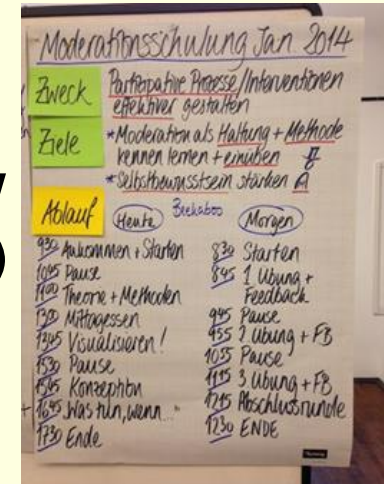 Moderationsschulung Jan. 2014
Zweck
Partizipative Prozesse/Interventionen
effektiver gestalten
Ziele
*Moderation als Haltung + Methode
kennen lernen + einüben
*Selbstbewusstsein stärken
Ablauf
Heute
Morgen
9³⁰ Ankommen + Starten
10⁴⁵ Pause
11⁰⁰ Theorie + Methoden
13⁰⁰ Mittagessen
13⁴⁵ Visualisieren!
15³⁰ Pause
15⁴⁵ Konzeption
16⁴⁵ „Was tun, wenn..."
17³⁰ Ende
8³⁰ Starten
8⁴⁵ 1. Übung +
Feedback
9⁴⁵ Pause
9⁵⁵ 2. Übung + FB
10⁵⁵ Pause
11¹⁵ 3. Übung + FB
12¹⁵ Abschlussrunde
12³⁰ ENDE